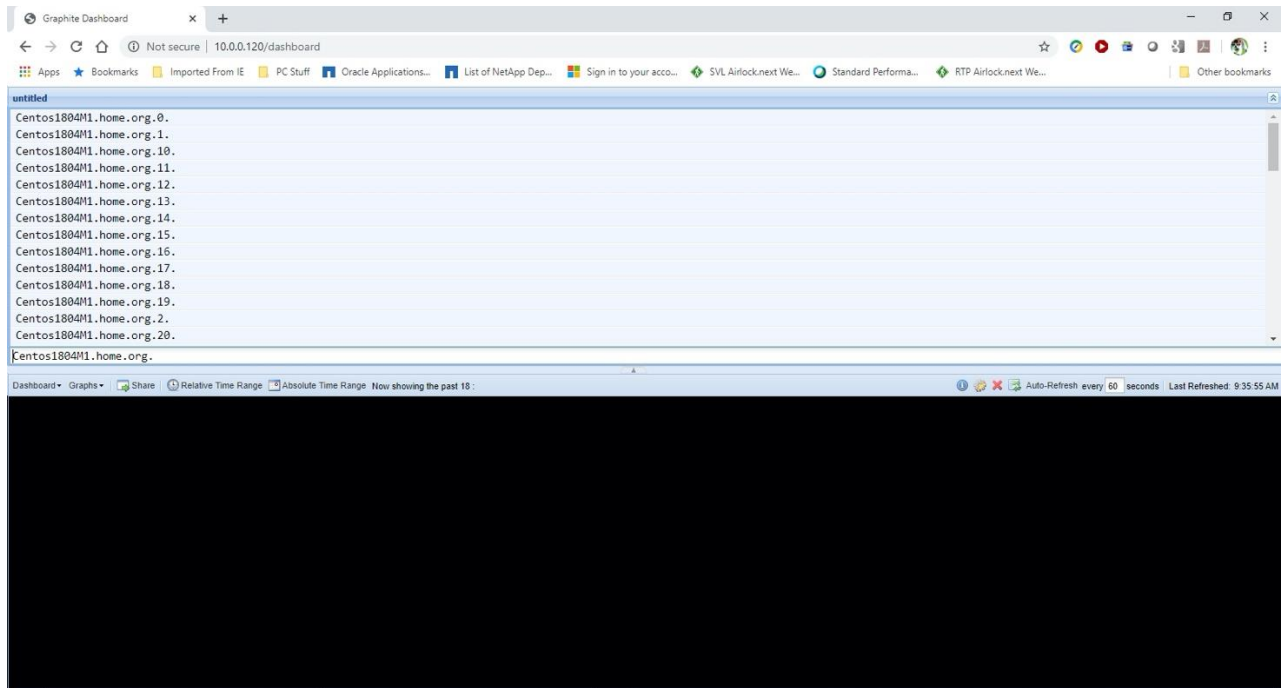 Graphite Dashboard
Not secure | 10.0.0.120/dashboard
Apps Bookmarks Imported From IE PC Stuff Oracle Applications... List of NetApp Dep... Sign in to your acco... SVL Airlock.next We... Standard Performa... RTP Airlock.next We... Other bookmarks
untitled
Centos1804M1.home.org.0.
Centos1804M1.home.org.1.
Centos1804M1.home.org.10.
Centos1804M1.home.org.11.
Centos1804M1.home.org.12.
Centos1804M1.home.org.13.
Centos1804M1.home.org.14.
Centos1804M1.home.org.15.
Centos1804M1.home.org.16.
Centos1804M1.home.org.17.
Centos1804M1.home.org.18.
Centos1804M1.home.org.19.
Centos1804M1.home.org.2.
Centos1804M1.home.org.20.
Centos1804M1.home.org.
Dashboard Graphs Share Relative Time Range Absolute Time Range Now showing the past 18 : Auto-Refresh every 60 seconds Last Refreshed: 9:35:55 AM